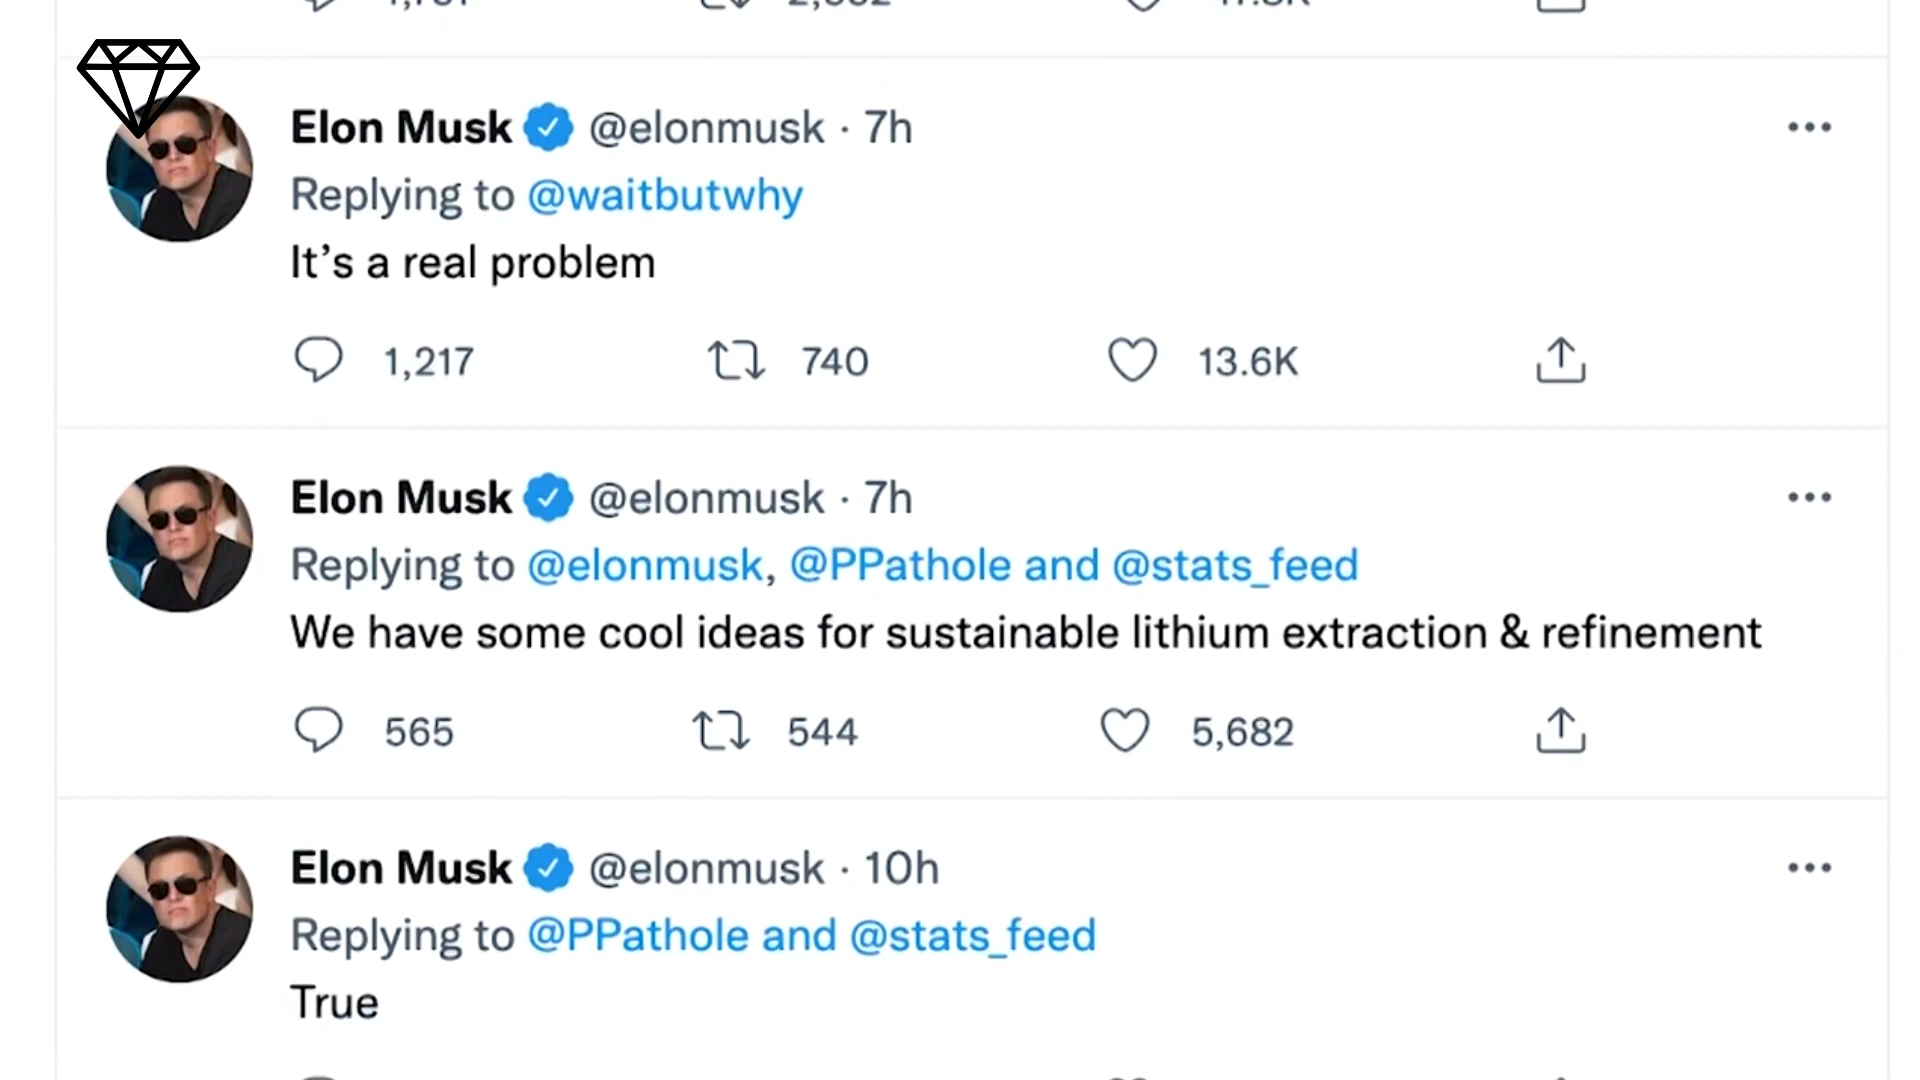 Elon Musk @elonmusk · 7h
Replying to @waitbutwhy
It’s a real problem
1,217 740 13.6K
Elon Musk @elonmusk · 7h
Replying to @elonmusk, @PPathole and @stats_feed
We have some cool ideas for sustainable lithium extraction & refinement
565 544 5,682
Elon Musk @elonmusk · 10h
Replying to @PPathole and @stats_feed
True